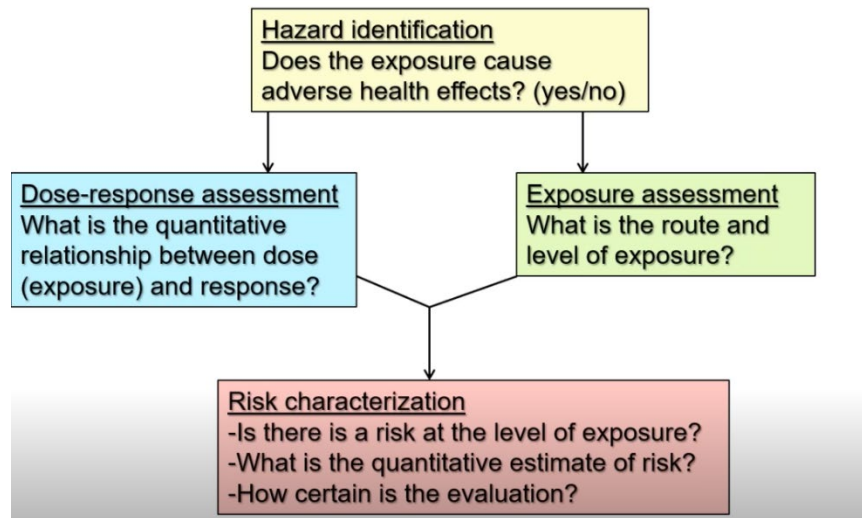 Hazard identification
Does the exposure cause
adverse health effects? (yes/no)
Dose-response assessment
What is the quantitative
relationship between dose
(exposure) and response?
Exposure assessment
What is the route and
level of exposure?
Risk characterization
-Is there is a risk at the level of exposure?
-What is the quantitative estimate of risk?
-How certain is the evaluation?